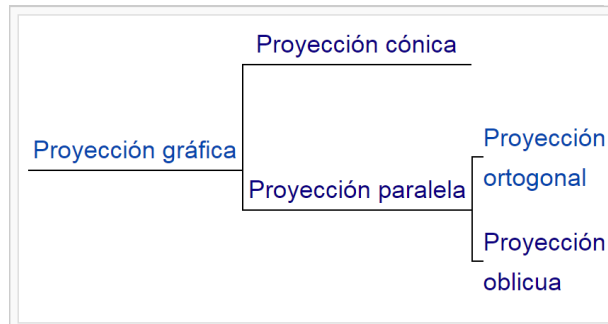 Proyección cónica
Proyección gráfica
Proyección paralela
Proyección
ortogonal
Proyección
oblicua